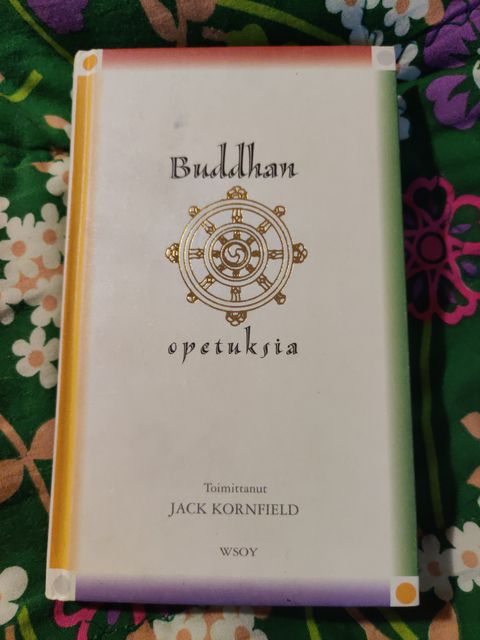 Buddhan
opetuksia
Toimittanut
JACK KORNFIELD
WSOY